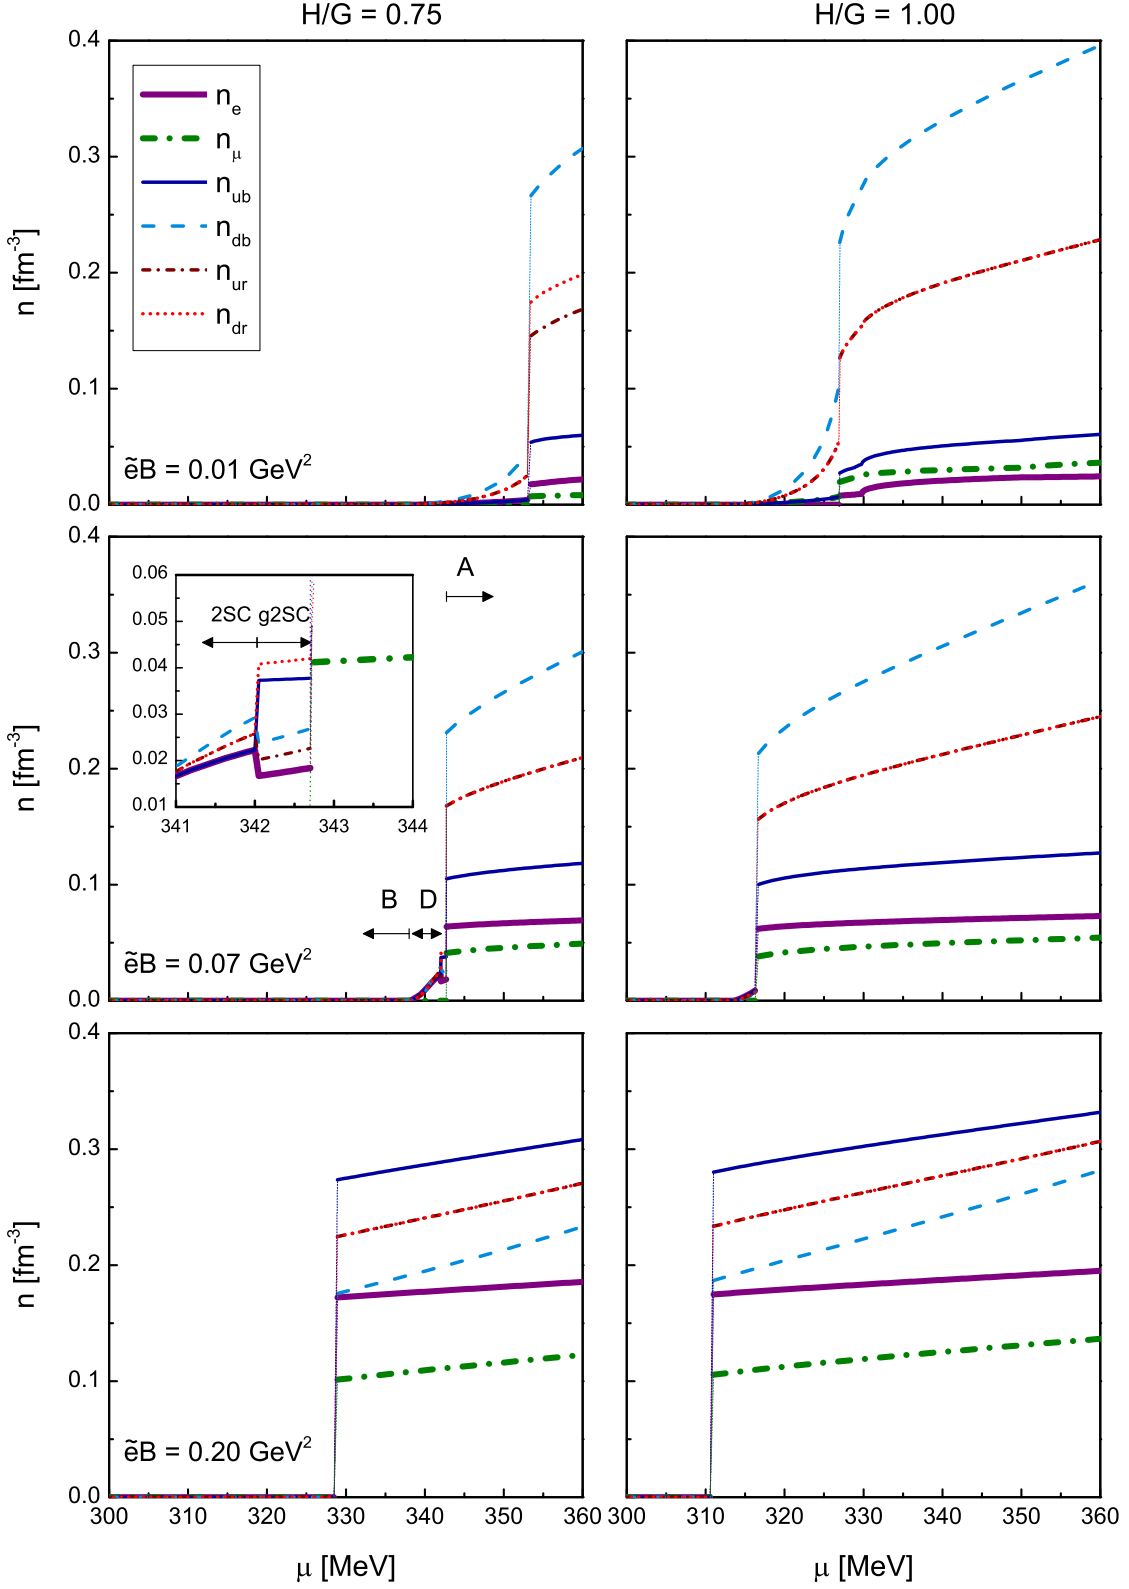 H/G = 0.75
H/G = 1.00
n [fm-3]
0.4
0.3
0.2
0.1
0.0
ne
nμ
nub
ndb
nur
ndr
ẽB = 0.01 GeV2
n [fm-3]
0.4
0.3
0.2
0.1
0.0
0.06
0.05
0.04
0.03
0.02
0.01
341 342 343 344
2SC g2SC
A
B D
ẽB = 0.07 GeV2
n [fm-3]
0.4
0.3
0.2
0.1
0.0
ẽB = 0.20 GeV2
300 310 320 330 340 350 360
300 310 320 330 340 350 360
μ [MeV]
μ [MeV]